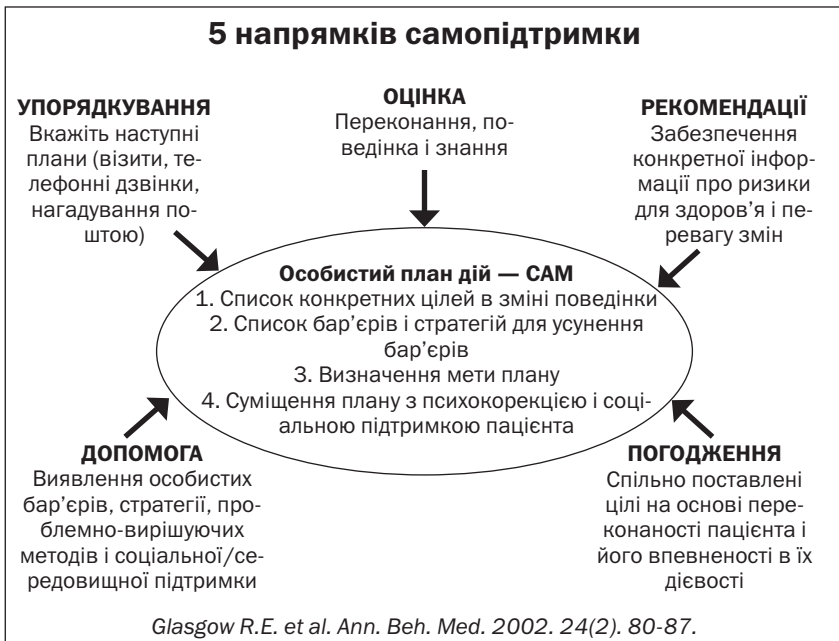 5 напрямків самопідтримки
УПОРЯДКУВАННЯ
Вкажіть наступні
плани (візити, те-
лефонні дзвінки,
нагадування по-
штою)
ОЦІНКА
Переконання, по-
ведінка і знання
РЕКОМЕНДАЦІЇ
Забезпечення
конкретної інфор-
мації про ризики
для здоров’я і пе-
ревагу змін
Особистий план дій — САМ
1. Список конкретних цілей в зміні поведінки
2. Список бар’єрів і стратегій для усунення
бар’єрів
3. Визначення мети плану
4. Суміщення плану з психокорекцією і соці-
альною підтримкою пацієнта
ДОПОМОГА
Виявлення особистих
бар’єрів, стратегії, про-
блемно-вирішуючих
методів і соціальної/се-
редовищної підтримки
ПОГОДЖЕННЯ
Спільно поставлені
цілі на основі пере-
конаності пацієнта і
його впевненості в їх
дієвості
Glasgow R.E. et al. Ann. Beh. Med. 2002. 24(2). 80-87.